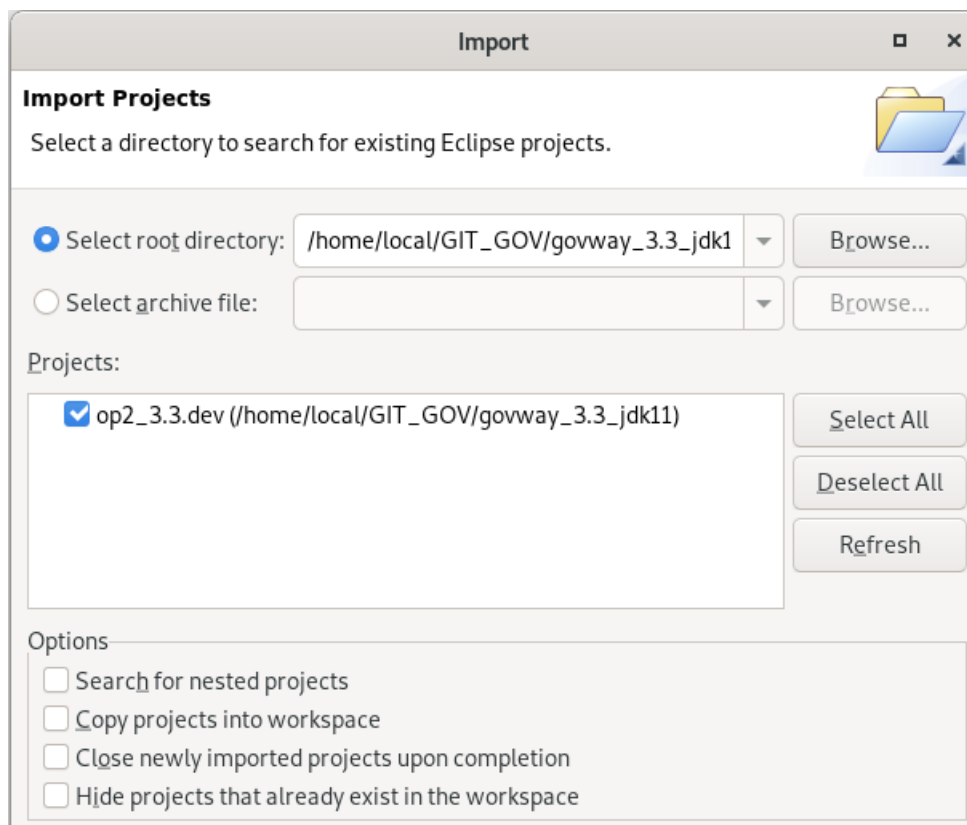 Import
Import Projects
Select a directory to search for existing Eclipse projects.
Select root directory: /home/local/GIT_GOV/govway_3.3_jdk1 Browse...
Select archive file: Browse...
Projects:
op2_3.3.dev (/home/local/GIT_GOV/govway_3.3_jdk11)
Select All
Deselect All
Refresh
Options
Search for nested projects
Copy projects into workspace
Close newly imported projects upon completion
Hide projects that already exist in the workspace